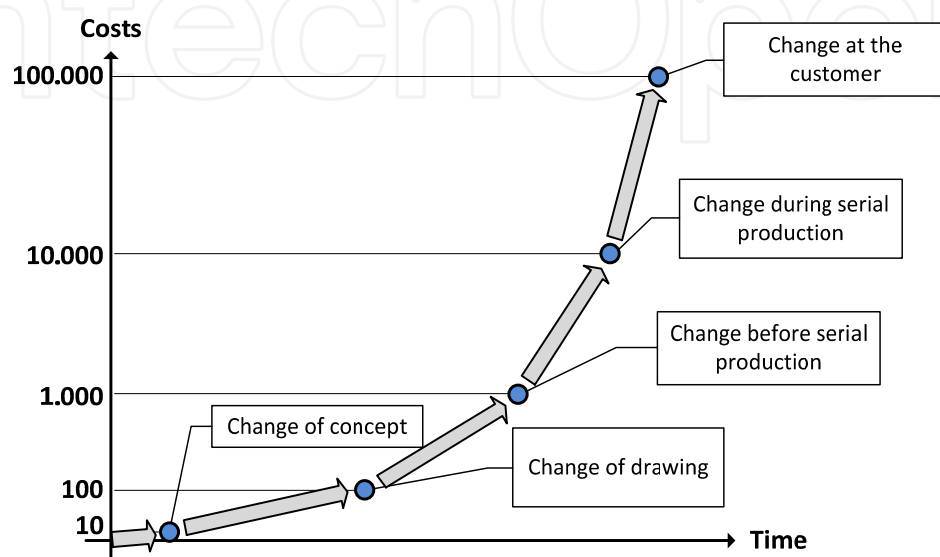 Costs
100.000
Change at the
customer
Change during serial
production
10.000
Change before serial
production
1.000
Change of concept
Change of drawing
100
10
Time